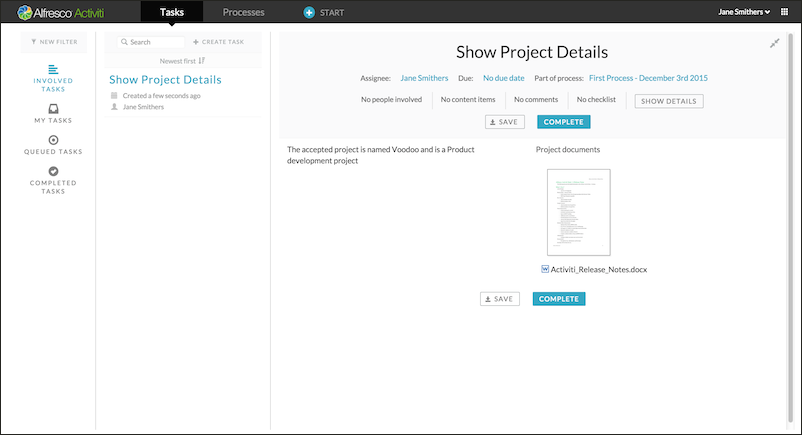 Alfresco Activiti
Tasks
Processes
START
Jane Smithers
NEW FILTER
INVOLVED
TASKS
MY TASKS
QUEUED TASKS
COMPLETED
TASKS
Search
CREATE TASK
Newest first
Show Project Details
Created a few seconds ago
Jane Smithers
Show Project Details
Assignee: Jane Smithers Due: No due date Part of process: First Process - December 3rd 2015
No people involved No content items No comments No checklist SHOW DETAILS
SAVE COMPLETE
The accepted project is named Voodoo and is a Product
development project
Project documents
Activiti_Release_Notes.docx
SAVE COMPLETE